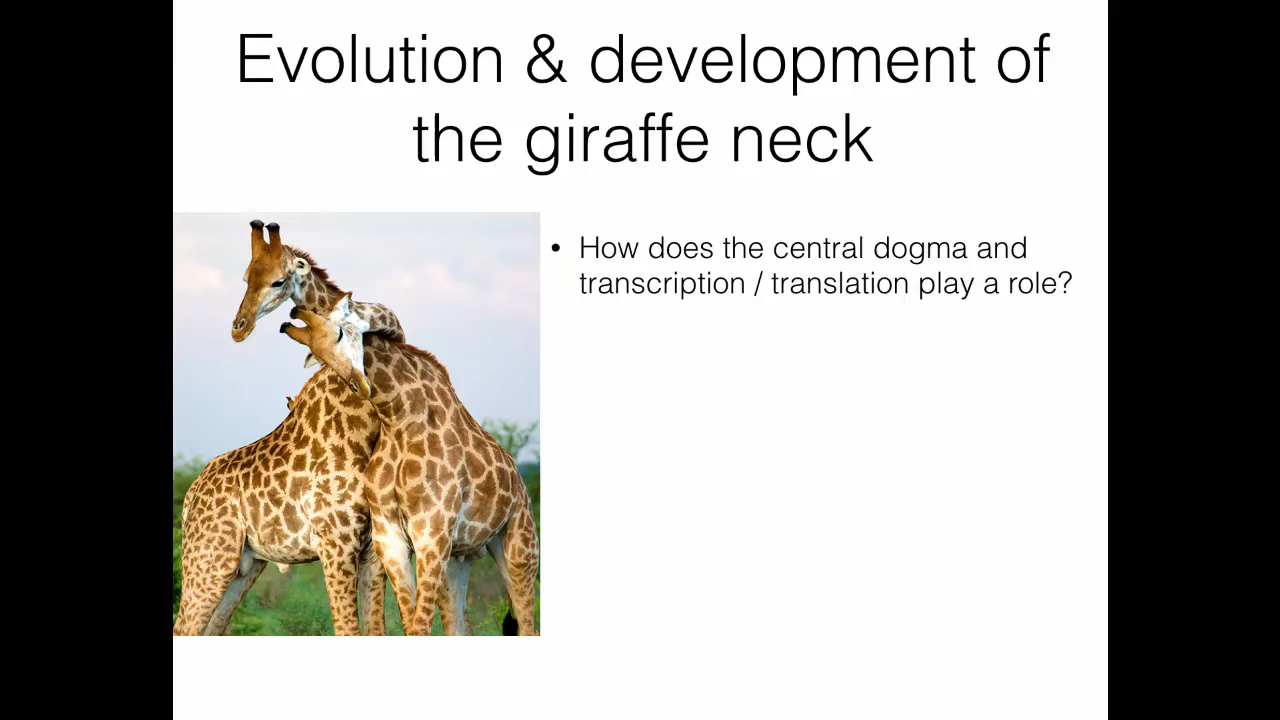 Evolution & development of
the giraffe neck
• How does the central dogma and
transcription / translation play a role?